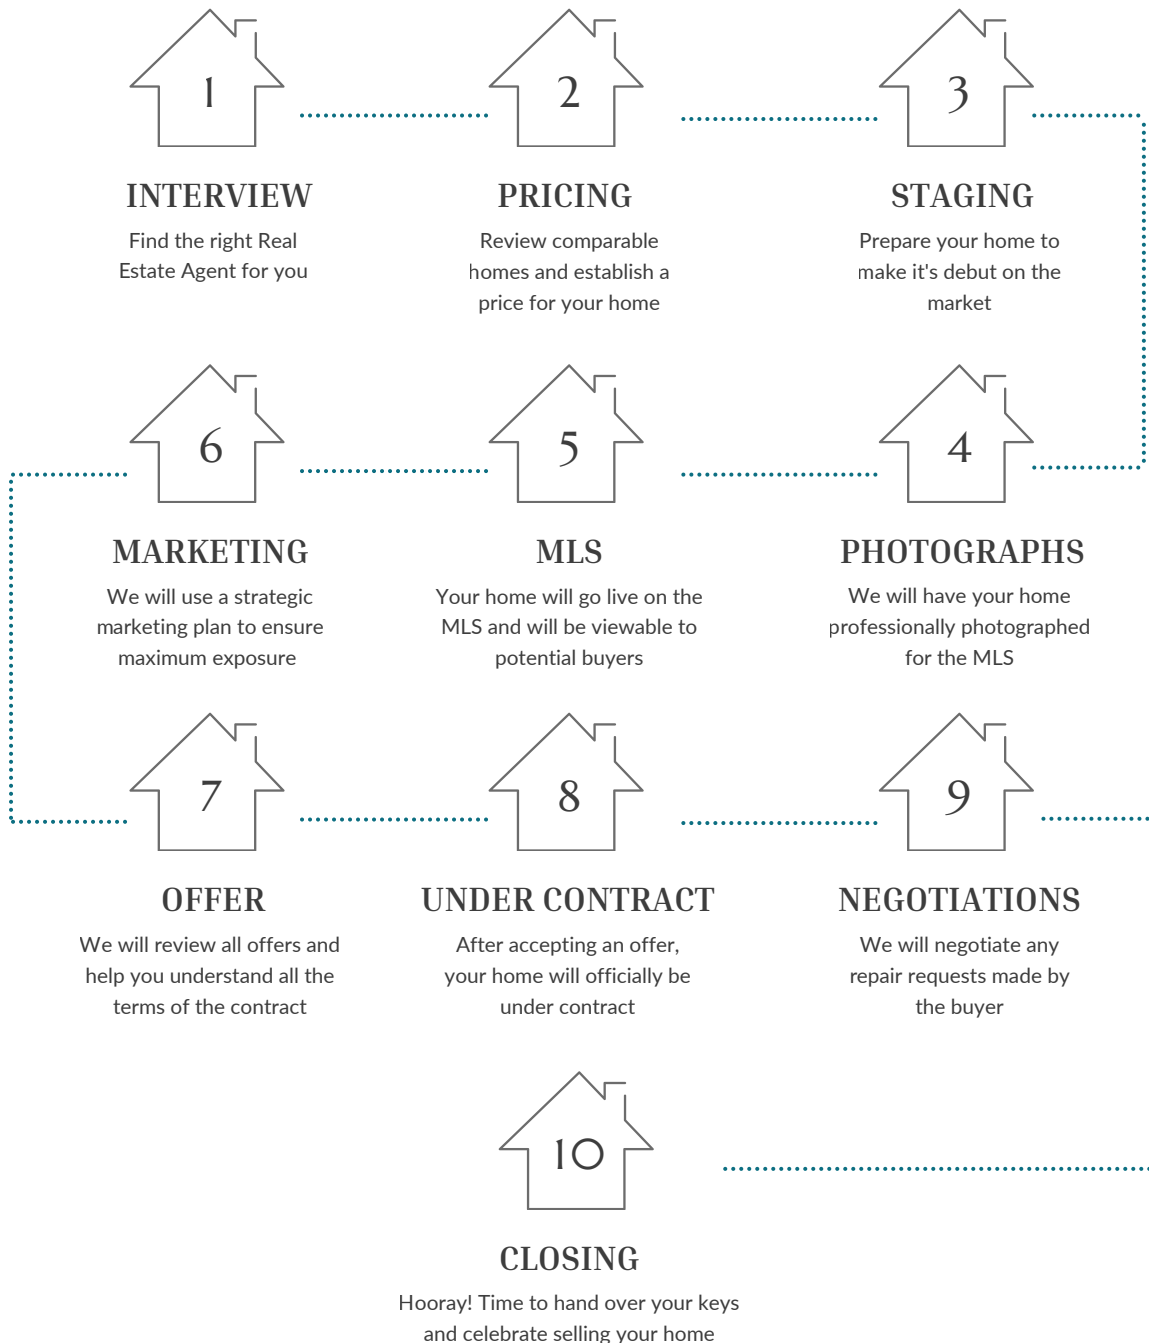 1
INTERVIEW
Find the right Real
Estate Agent for you
2
PRICING
Review comparable
homes and establish a
price for your home
3
STAGING
Prepare your home to
make it's debut on the
market
4
PHOTOGRAPHS
We will have your home
professionally photographed
for the MLS
5
MLS
Your home will go live on the
MLS and will be viewable to
potential buyers
6
MARKETING
We will use a strategic
marketing plan to ensure
maximum exposure
7
OFFER
We will review all offers and
help you understand all the
terms of the contract
8
UNDER CONTRACT
After accepting an offer,
your home will officially be
under contract
9
NEGOTIATIONS
We will negotiate any
repair requests made by
the buyer
10
CLOSING
Hooray! Time to hand over your keys
and celebrate selling your home